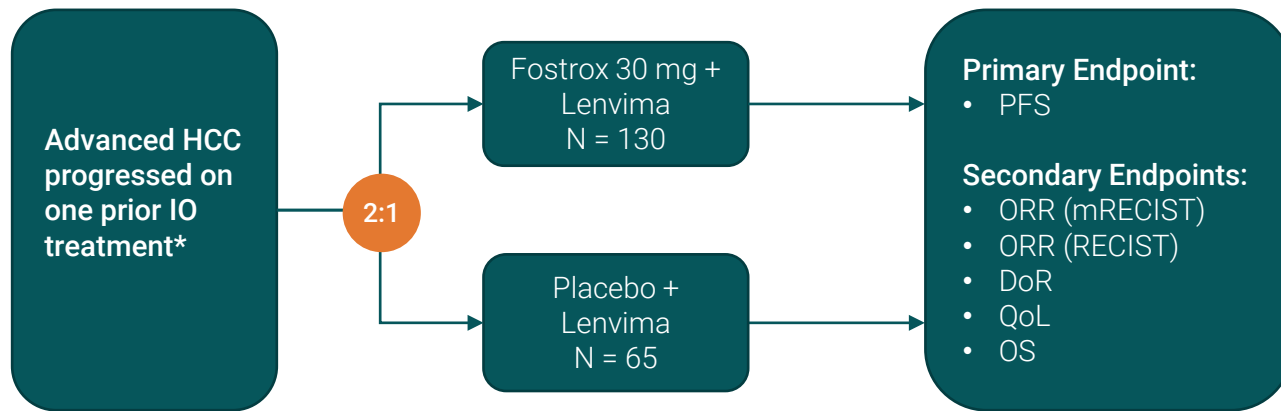 Advanced HCC
progressed on
one prior IO
treatment*
2:1
Fostrox 30 mg +
Lenvima
N = 130
Placebo +
Lenvima
N = 65
Primary Endpoint:
• PFS
Secondary Endpoints:
• ORR (mRECIST)
• ORR (RECIST)
• DoR
• QoL
• OS